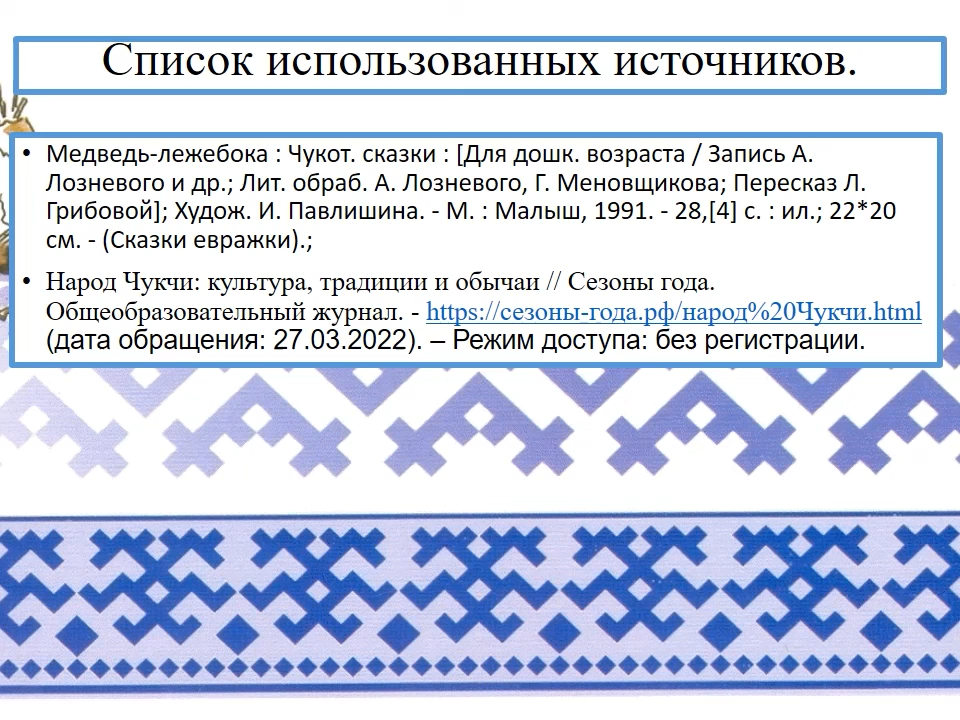 Список использованных источников.
• Медведь-лежебока : Чукот. сказки : [Для дошк. возраста / Запись А.
Лозневого и др.; Лит. обраб. А. Лозневого, Г. Меновщикова; Пересказ Л.
Грибовой]; Худож. И. Павлишина. - М. : Малыш, 1991. - 28,[4] с. : ил.; 22*20
см. - (Сказки евражки).;
• Народ Чукчи: культура, традиции и обычаи // Сезоны года.
Общеобразовательный журнал. - https://сезоны-года.рф/народ%20Чукчи.html
(дата обращения: 27.03.2022). – Режим доступа: без регистрации.